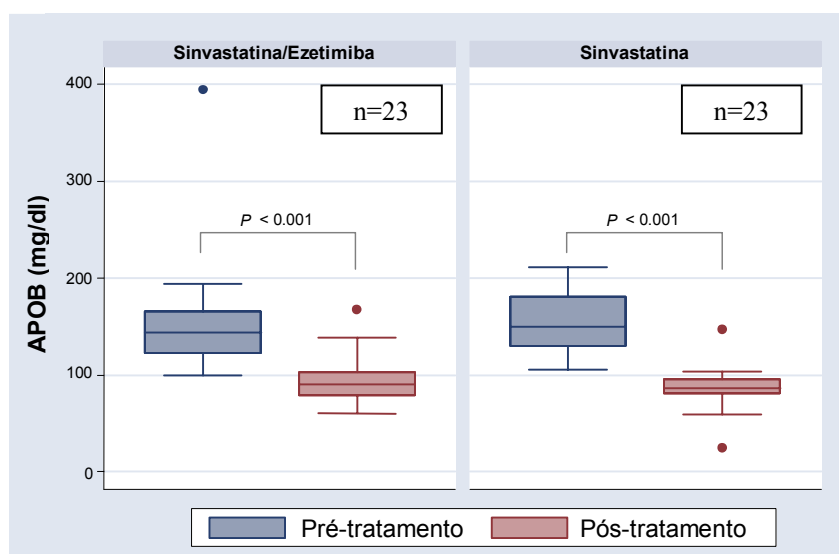 Sinvastatina/Ezetimiba
Sinvastatina
APOB (mg/dl)
400
300
200
100
0
n=23
n=23
P < 0.001
P < 0.001
Pré-tratamento
Pós-tratamento